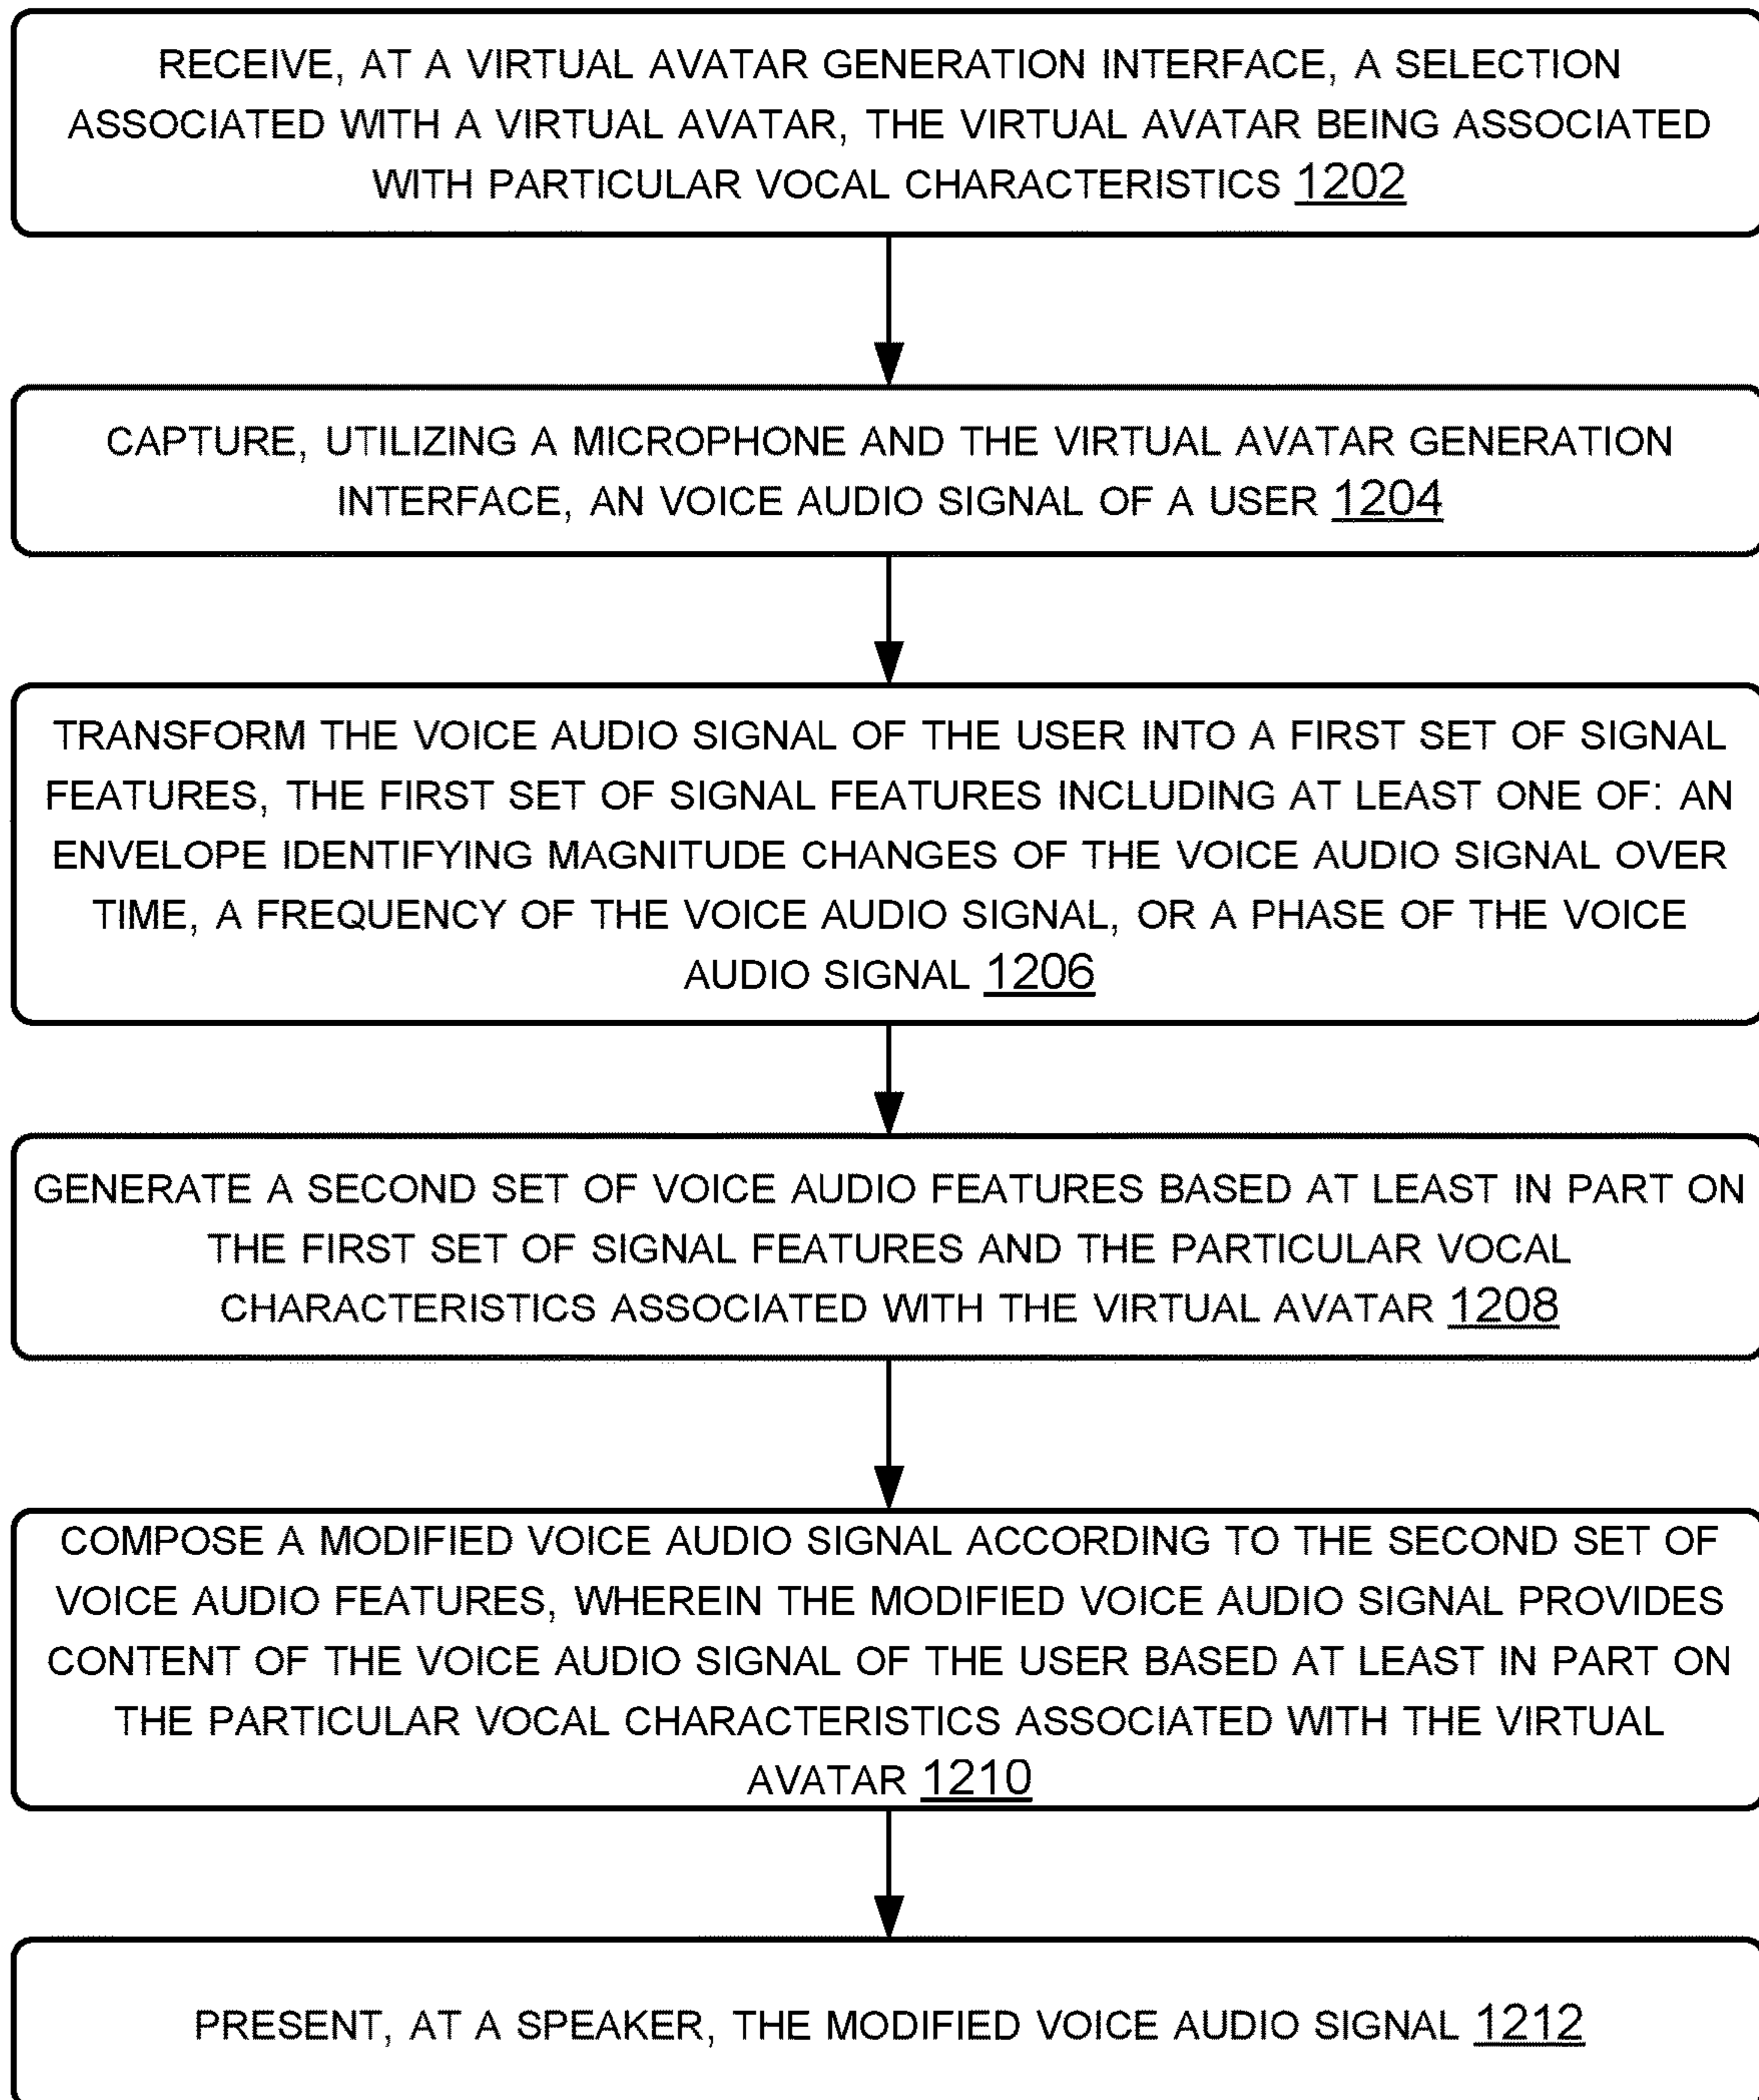 RECEIVE, AT A VIRTUAL AVATAR GENERATION INTERFACE, A SELECTION
ASSOCIATED WITH A VIRTUAL AVATAR, THE VIRTUAL AVATAR BEING ASSOCIATED
WITH PARTICULAR VOCAL CHARACTERISTICS 1202
CAPTURE, UTILIZING A MICROPHONE AND THE VIRTUAL AVATAR GENERATION
INTERFACE, AN VOICE AUDIO SIGNAL OF A USER 1204
TRANSFORM THE VOICE AUDIO SIGNAL OF THE USER INTO A FIRST SET OF SIGNAL
FEATURES, THE FIRST SET OF SIGNAL FEATURES INCLUDING AT LEAST ONE OF: AN
ENVELOPE IDENTIFYING MAGNITUDE CHANGES OF THE VOICE AUDIO SIGNAL OVER
TIME, A FREQUENCY OF THE VOICE AUDIO SIGNAL, OR A PHASE OF THE VOICE
AUDIO SIGNAL 1206
GENERATE A SECOND SET OF VOICE AUDIO FEATURES BASED AT LEAST IN PART ON
THE FIRST SET OF SIGNAL FEATURES AND THE PARTICULAR VOCAL
CHARACTERISTICS ASSOCIATED WITH THE VIRTUAL AVATAR 1208
COMPOSE A MODIFIED VOICE AUDIO SIGNAL ACCORDING TO THE SECOND SET OF
VOICE AUDIO FEATURES, WHEREIN THE MODIFIED VOICE AUDIO SIGNAL PROVIDES
CONTENT OF THE VOICE AUDIO SIGNAL OF THE USER BASED AT LEAST IN PART ON
THE PARTICULAR VOCAL CHARACTERISTICS ASSOCIATED WITH THE VIRTUAL
AVATAR 1210
PRESENT, AT A SPEAKER, THE MODIFIED VOICE AUDIO SIGNAL 1212